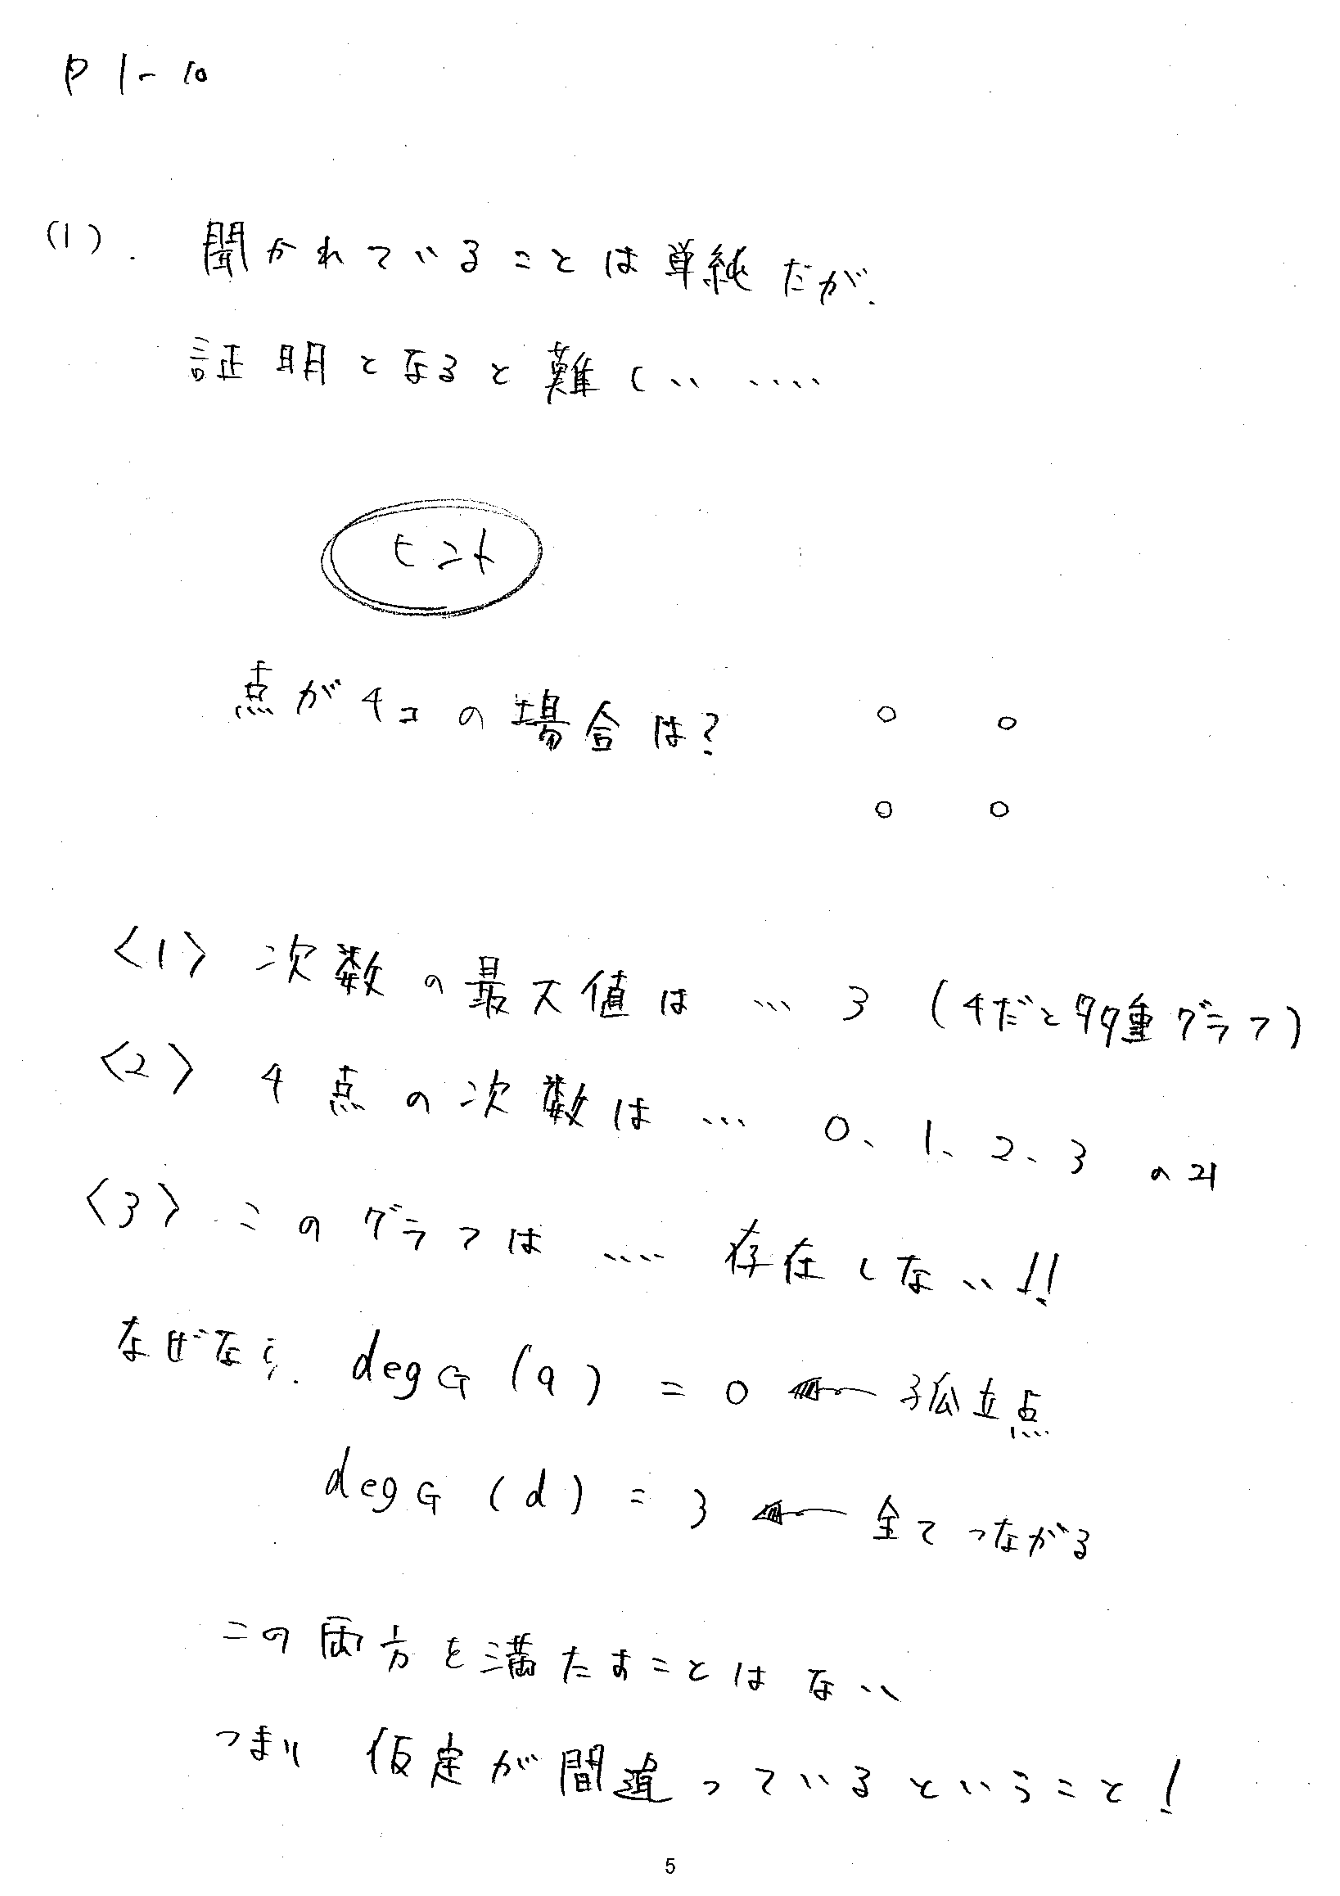 P 1-10
(1). 聞かれていることは単純だが.
証明となると難しい ....
ヒント
点が4コの場合は?
<1> 次数の最大値は … 3 (4だと多重グラフ)
<2> 4点の次数は … 0、1、2、3 のみ
<3> このグラフは …. 存在しない!!
なぜなら. deg G (a) = 0 ← 孤立点
deg G (d) = 3 ← 全てつながる
この両方を満たすことはない
つまり 仮定が間違っているということ!
5